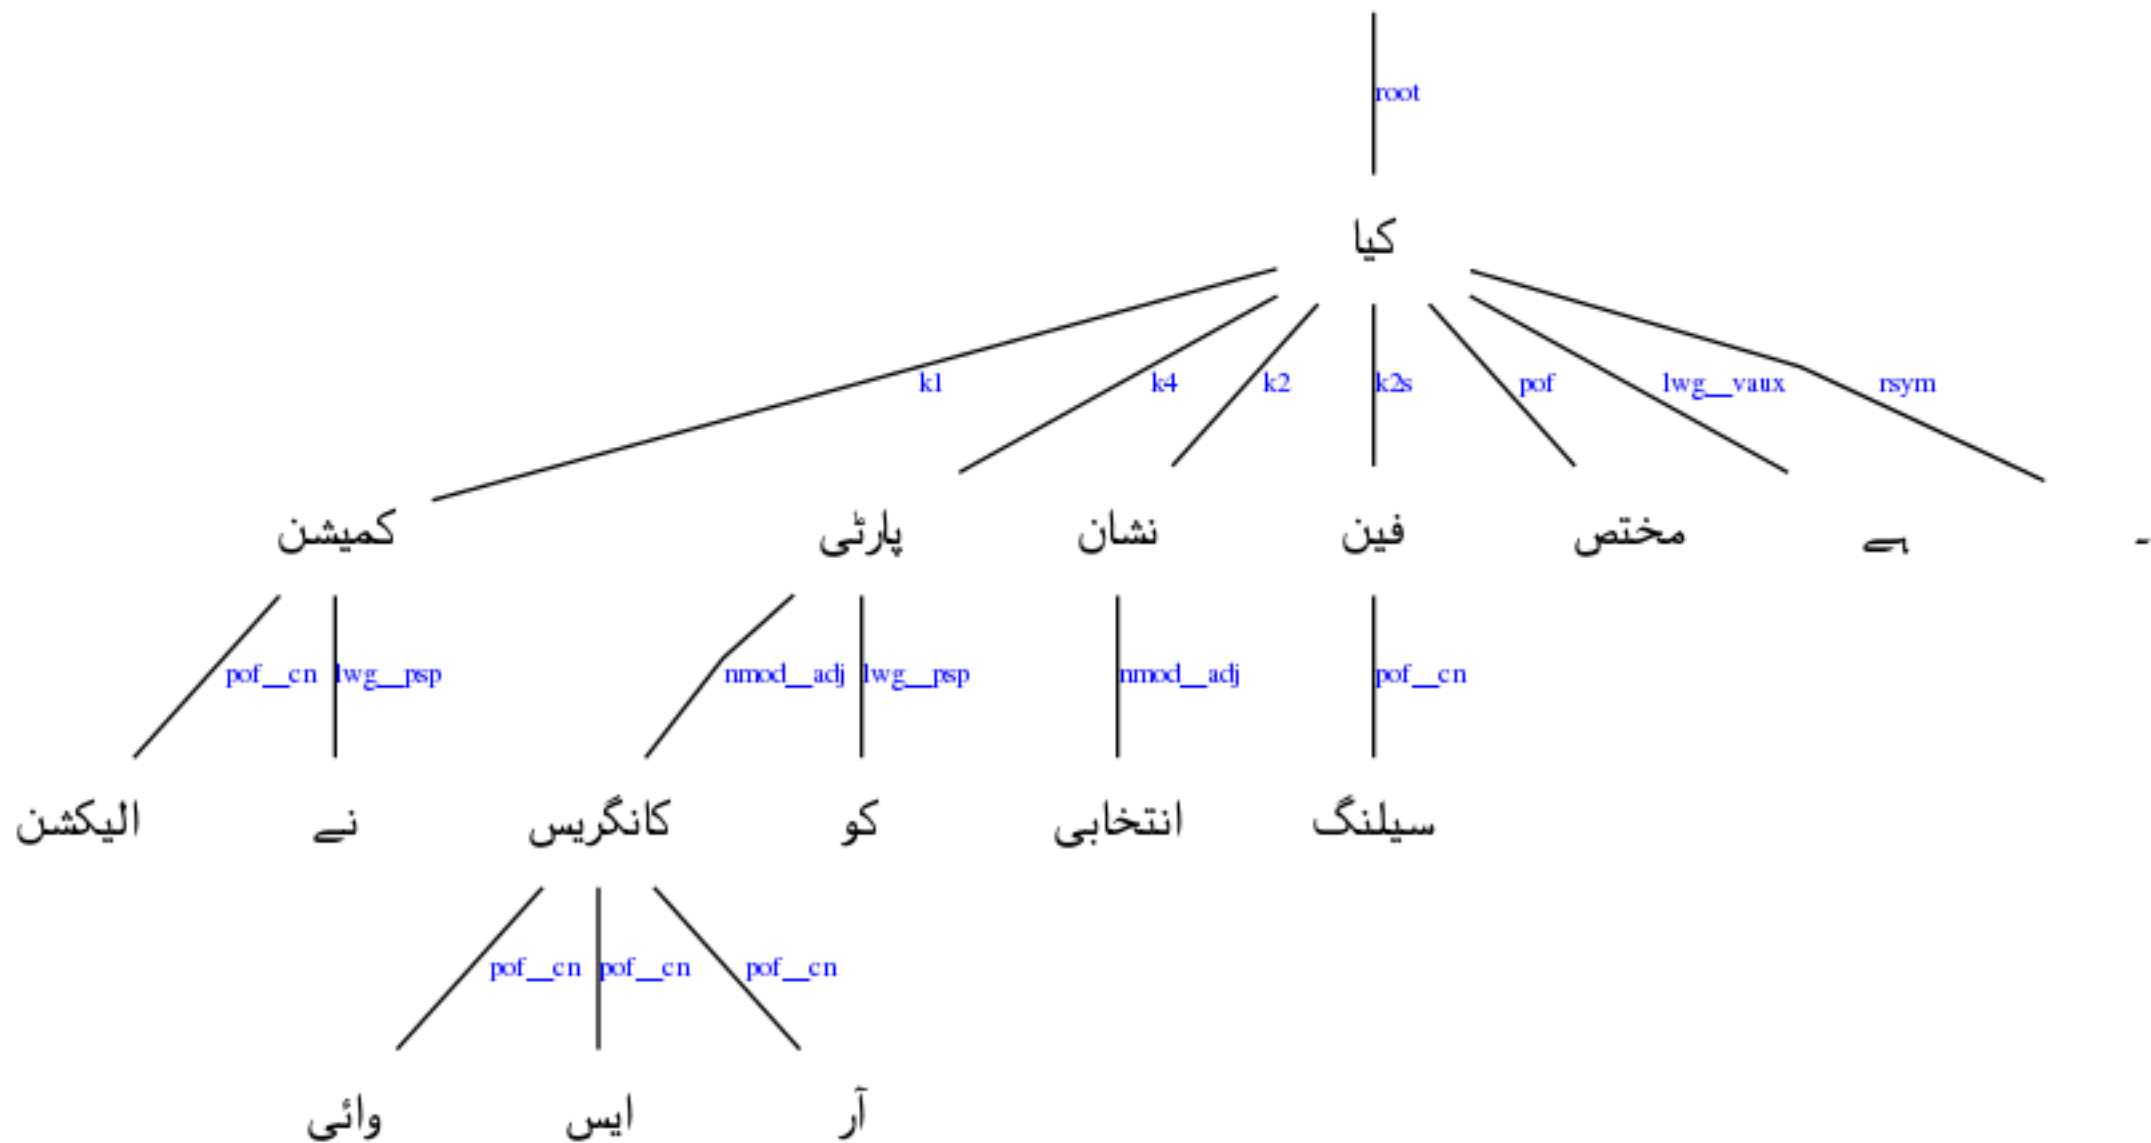 root
کیا
k1 k4 k2 k2s pof lwg__vaux rsym
کمیشن پارٹی نشان فین مختص ہے ۔
pof__cn lwg__psp nmod__adj lwg__psp nmod__adj pof__cn
الیکشن نے کانگریس کو انتخابی سیلنگ
pof__cn pof__cn pof__cn
وائی ایس آر